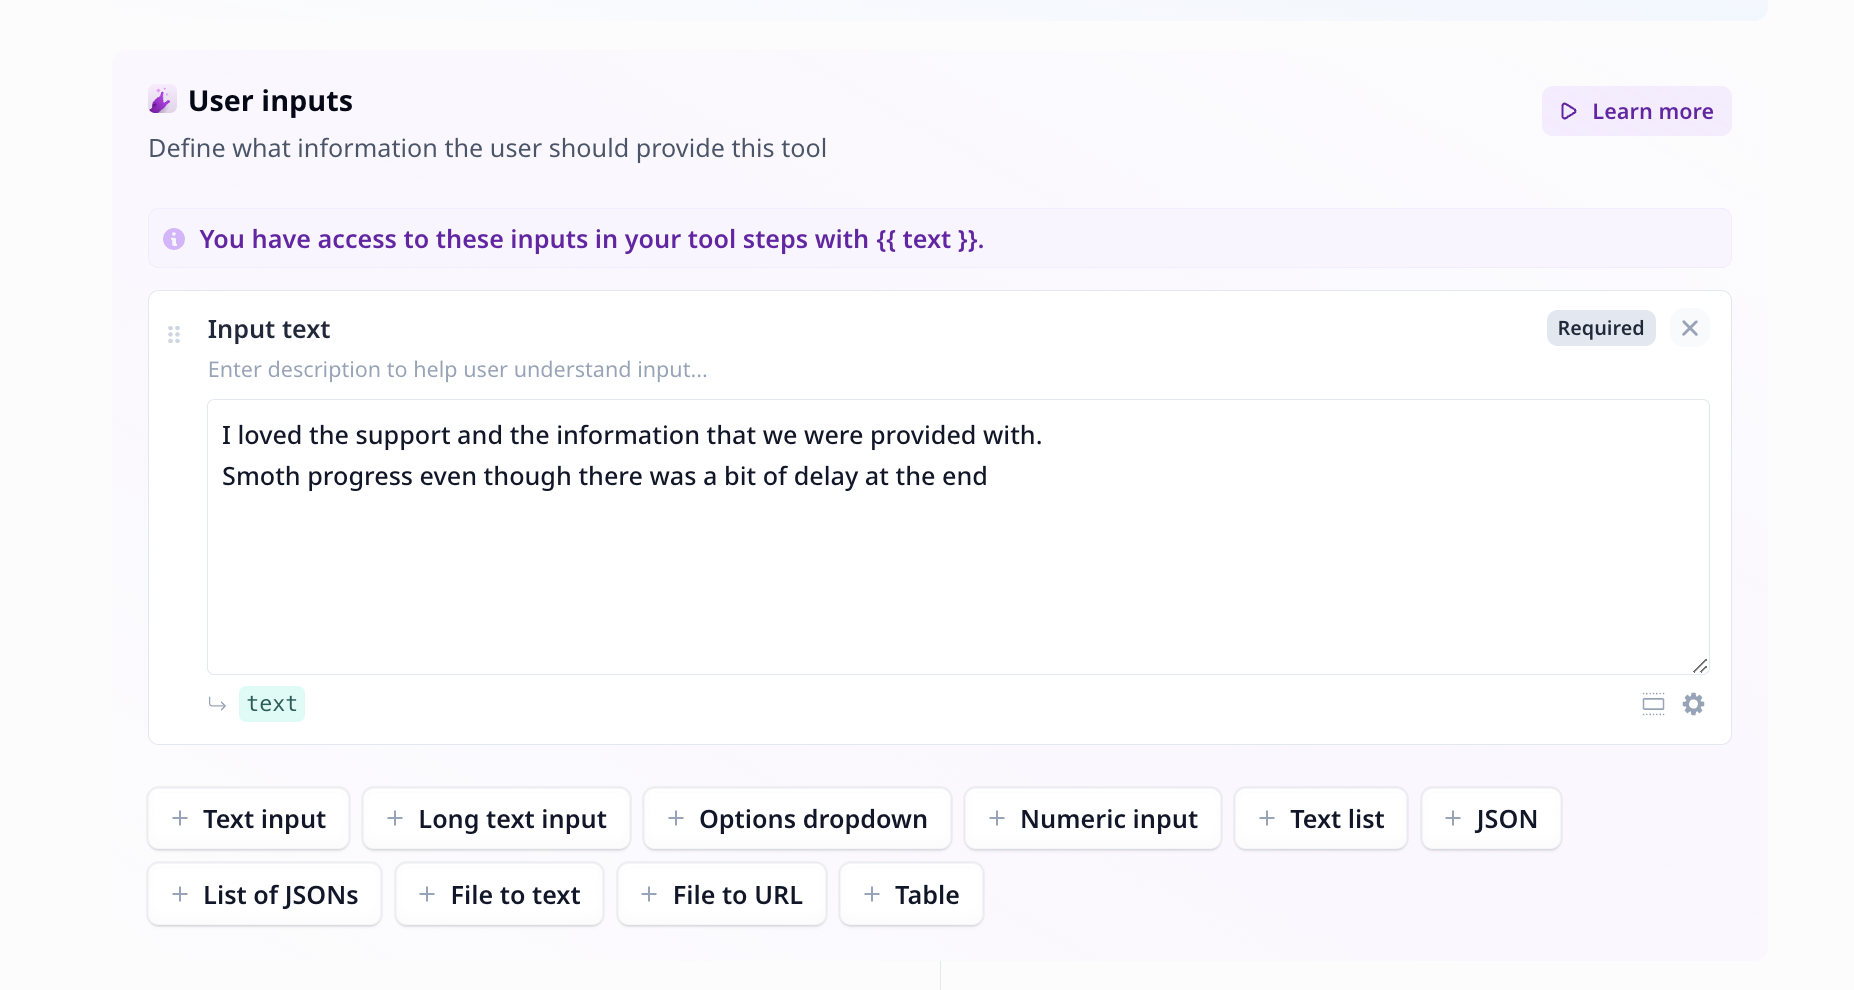 User inputs
Learn more
Define what information the user should provide this tool
You have access to these inputs in your tool steps with {{ text }}.
Input text
Required
Enter description to help user understand input...
I loved the support and the information that we were provided with.
Smoth progress even though there was a bit of delay at the end
text
+ Text input
+ Long text input
+ Options dropdown
+ Numeric input
+ Text list
+ JSON
+ List of JSONs
+ File to text
+ File to URL
+ Table